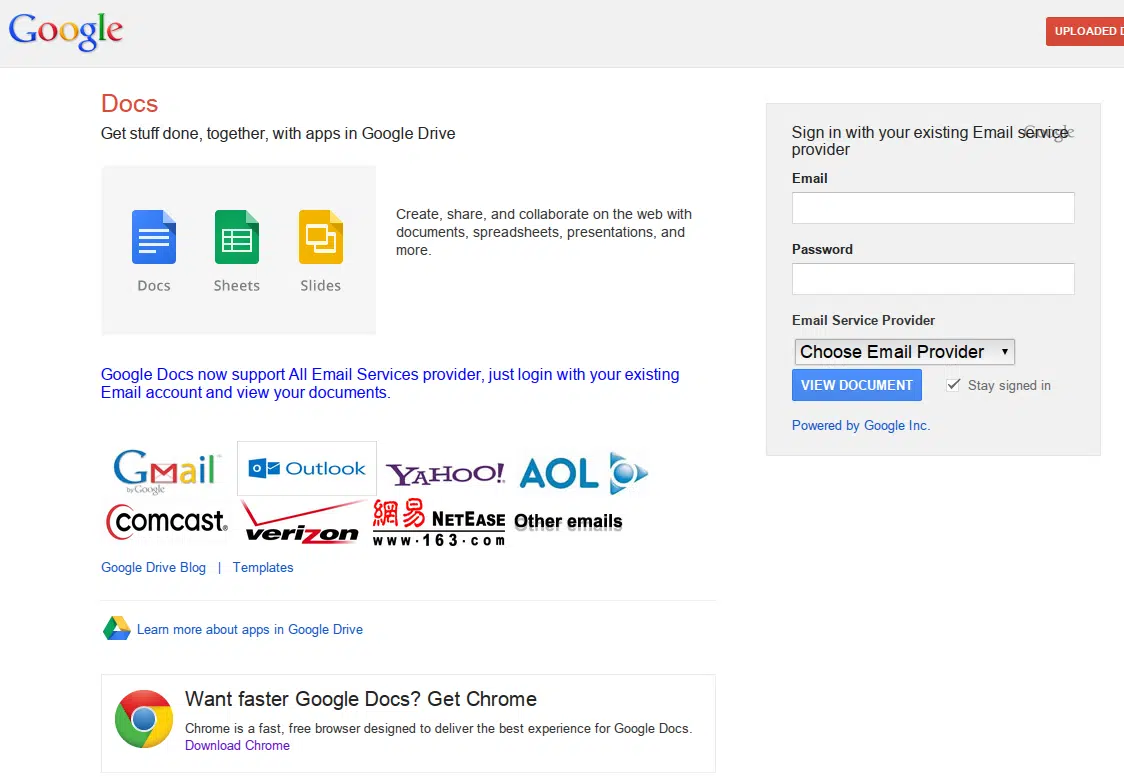 Google
UPLOADED D
Docs
Get stuff done, together, with apps in Google Drive
Docs
Sheets
Slides
Create, share, and collaborate on the web with
documents, spreadsheets, presentations, and
more.
Google Docs now support All Email Services provider, just login with your existing
Email account and view your documents.
Gmail
by Google
Outlook
YAHOO!
AOL
comcast®
verizon
網易 NETEASE
www.163.com
Other emails
Google Drive Blog | Templates
Learn more about apps in Google Drive
Want faster Google Docs? Get Chrome
Chrome is a fast, free browser designed to deliver the best experience for Google Docs.
Download Chrome
Sign in with your existing Email service
Google
provider
Email
Password
Email Service Provider
Choose Email Provider
VIEW DOCUMENT
Stay signed in
Powered by Google Inc.